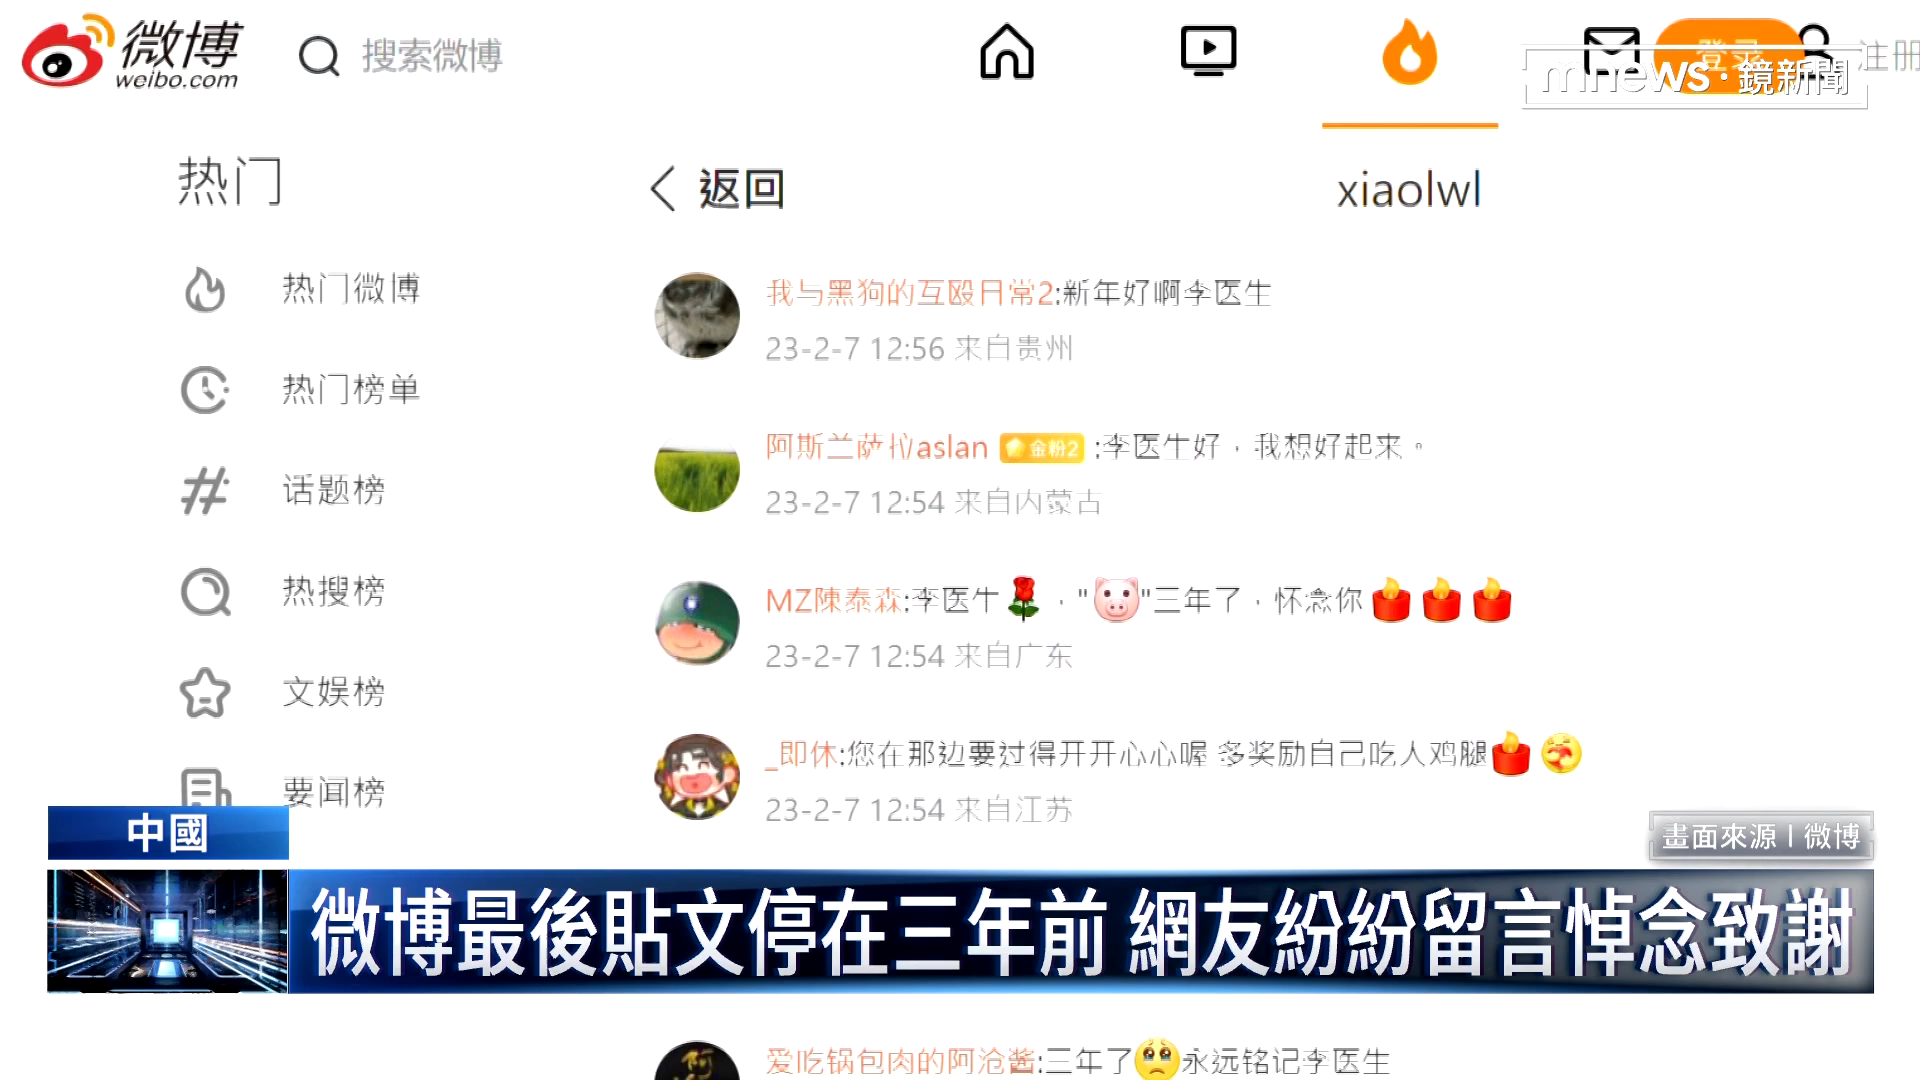 微博
weibo.com
搜索微博
登录
注册
mnews·鏡新聞
热门
返回
xiaolwl
热门微博
热门榜单
话题榜
热搜榜
文娱榜
要闻榜
我与黑狗的互殴日常2:新年好啊李医生
23-2-7 12:56 来自贵州
阿斯兰萨拉aslan 金粉2 :李医生好，我想好起来。
23-2-7 12:54 来自内蒙古
MZ陳泰森:李医生🌹，"🐷"三年了，怀念你🕯🕯🕯
23-2-7 12:54 来自广东
_即休:您在那边要过得开开心心喔 多奖励自己吃人鸡腿
23-2-7 12:54 来自江苏
中國
畫面來源|微博
微博最後貼文停在三年前 網友紛紛留言悼念致謝
爱吃锅包肉的阿沧酱:三年了🥺永远铭记李医生